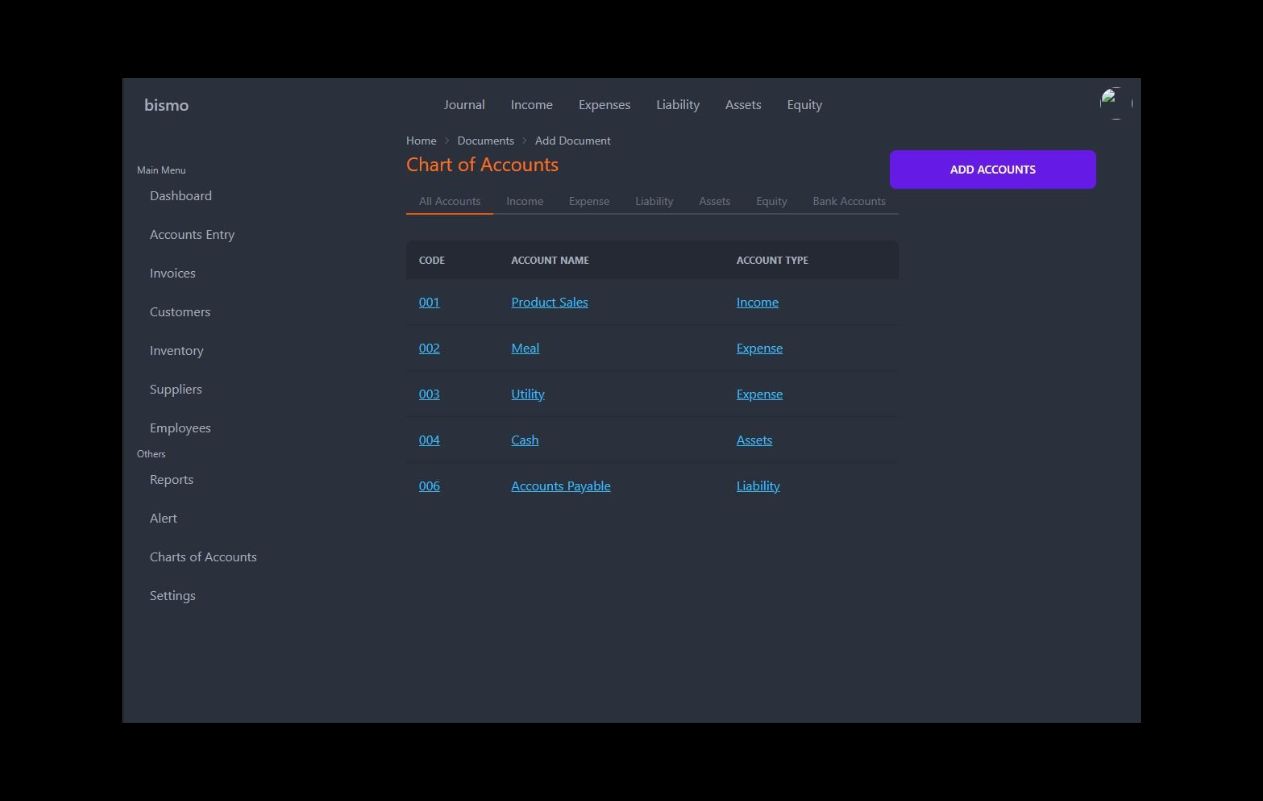 bismo
Journal Income Expenses Liability Assets Equity
Home > Documents > Add Document
Chart of Accounts
ADD ACCOUNTS
Main Menu
Dashboard
Accounts Entry
Invoices
Customers
Inventory
Suppliers
Employees
Others
Reports
Alert
Charts of Accounts
Settings
All Accounts Income Expense Liability Assets Equity Bank Accounts
CODE ACCOUNT NAME ACCOUNT TYPE
001 Product Sales Income
002 Meal Expense
003 Utility Expense
004 Cash Assets
006 Accounts Payable Liability